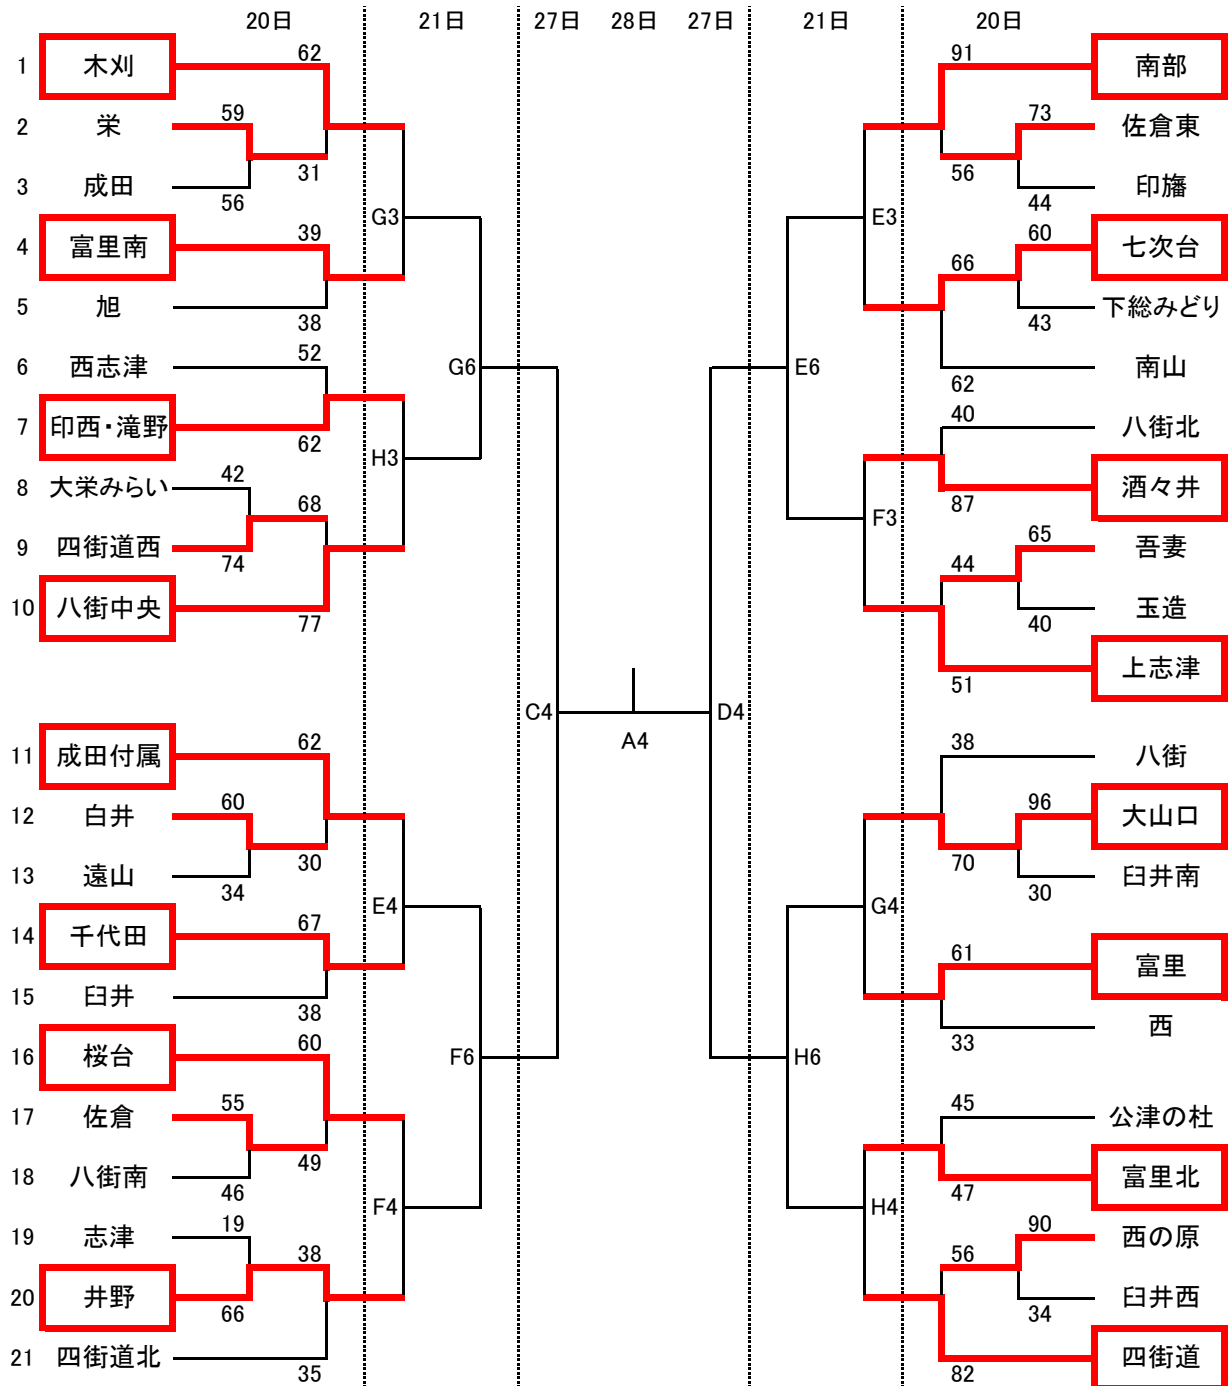 20日 21日 27日 28日 27日 21日 20日
62 91
1 木刈 南部
59 73
2 栄 佐倉東
31 56
3 成田 印旛
56 44
G3 E3
39 66 60
4 富里南 七次台
5 旭 下総みどり
38 43
52
6 西志津 G6 E6 南山
62
40
7 印西・滝野 八街北
62
H3
42
8 大栄みらい 酒々井
68 87
F3
65
9 四街道西 吾妻
74 44
10 八街中央 玉造
77 40
上志津
51
C4 D4
A4
62 38
11 成田付属 八街
60 96
12 白井 大山口
30 70
13 遠山 臼井南
34 30
E4 G4
67 61
14 千代田 富里
15 臼井 西
38 33
60
16 桜台 F6 H6
55 45
17 佐倉 公津の杜
49
18 八街南 富里北
46 47
F4 H4
19 90
19 志津 西の原
38 56
20 井野 臼井西
66 34
21 四街道北 四街道
35 82